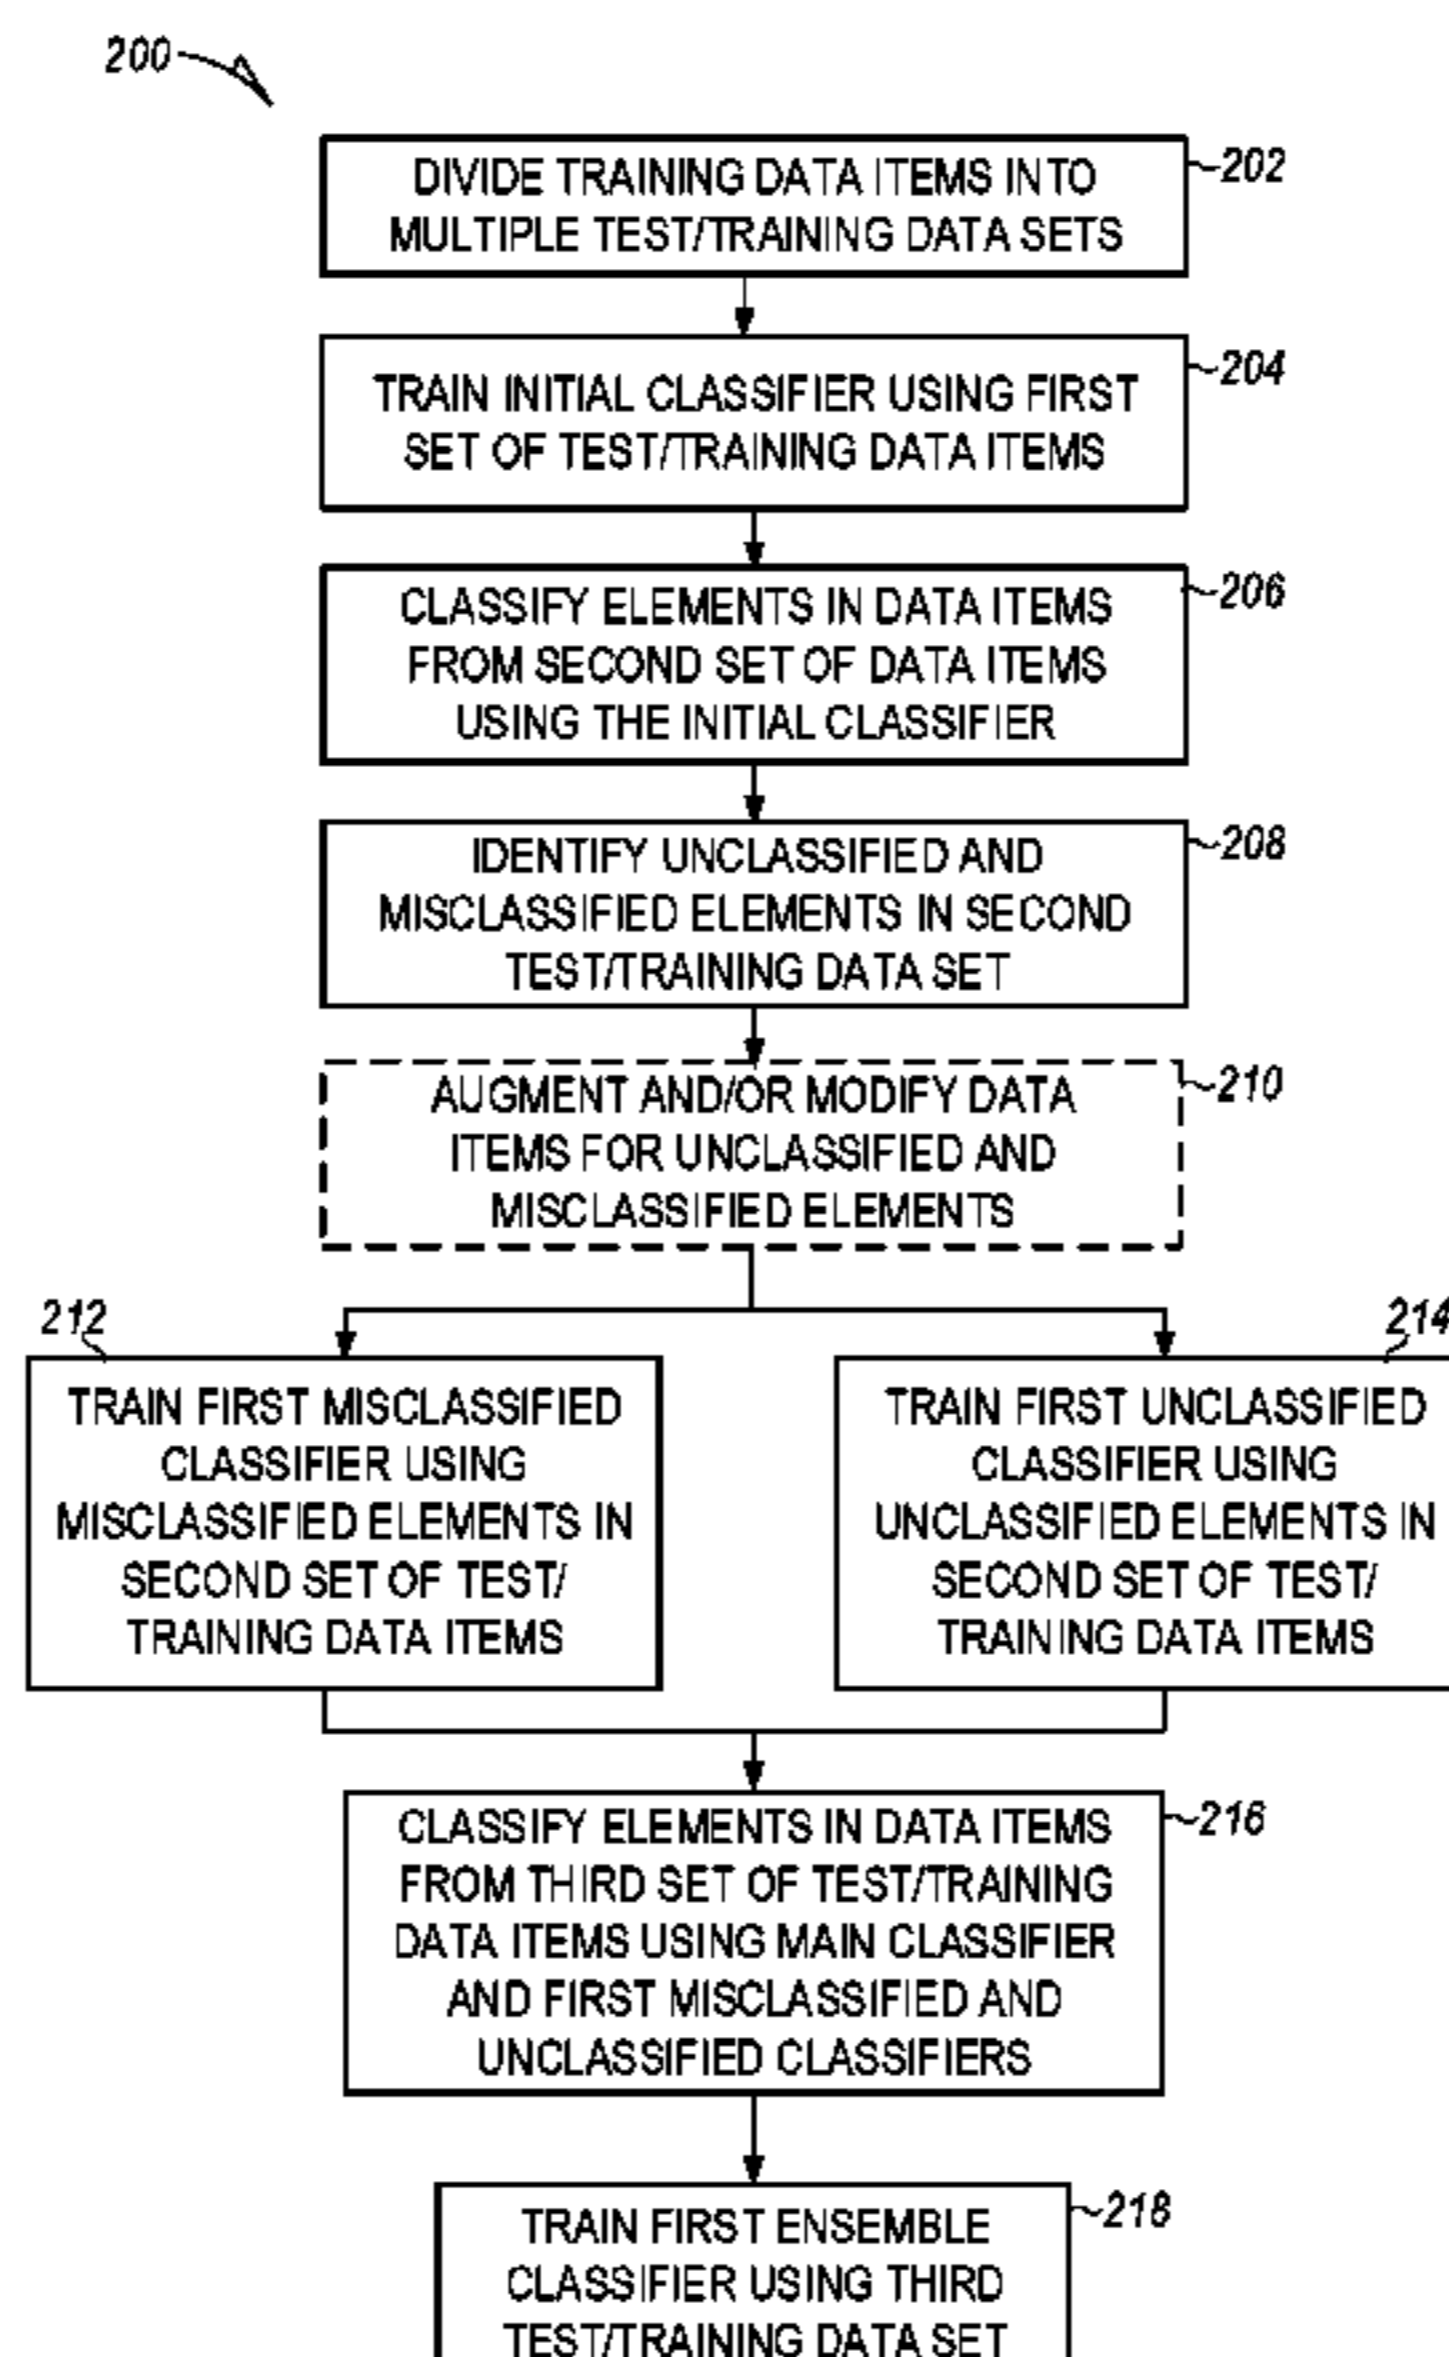 200
DIVIDE TRAINING DATA ITEMS INTO
MULTIPLE TEST/TRAINING DATA SETS
202
TRAIN INITIAL CLASSIFIER USING FIRST
SET OF TEST/TRAINING DATA ITEMS
204
CLASSIFY ELEMENTS IN DATA ITEMS
FROM SECOND SET OF DATA ITEMS
USING THE INITIAL CLASSIFIER
206
IDENTIFY UNCLASSIFIED AND
MISCLASSIFIED ELEMENTS IN SECOND
TEST/TRAINING DATA SET
208
AUGMENT AND/OR MODIFY DATA
ITEMS FOR UNCLASSIFIED AND
MISCLASSIFIED ELEMENTS
210
212
TRAIN FIRST MISCLASSIFIED
CLASSIFIER USING
MISCLASSIFIED ELEMENTS IN
SECOND SET OF TEST/
TRAINING DATA ITEMS
214
TRAIN FIRST UNCLASSIFIED
CLASSIFIER USING
UNCLASSIFIED ELEMENTS IN
SECOND SET OF TEST/
TRAINING DATA ITEMS
CLASSIFY ELEMENTS IN DATA ITEMS
FROM THIRD SET OF TEST/TRAINING
DATA ITEMS USING MAIN CLASSIFIER
AND FIRST MISCLASSIFIED AND
UNCLASSIFIED CLASSIFIERS
216
TRAIN FIRST ENSEMBLE
CLASSIFIER USING THIRD
TEST/TRAINING DATA SET
218